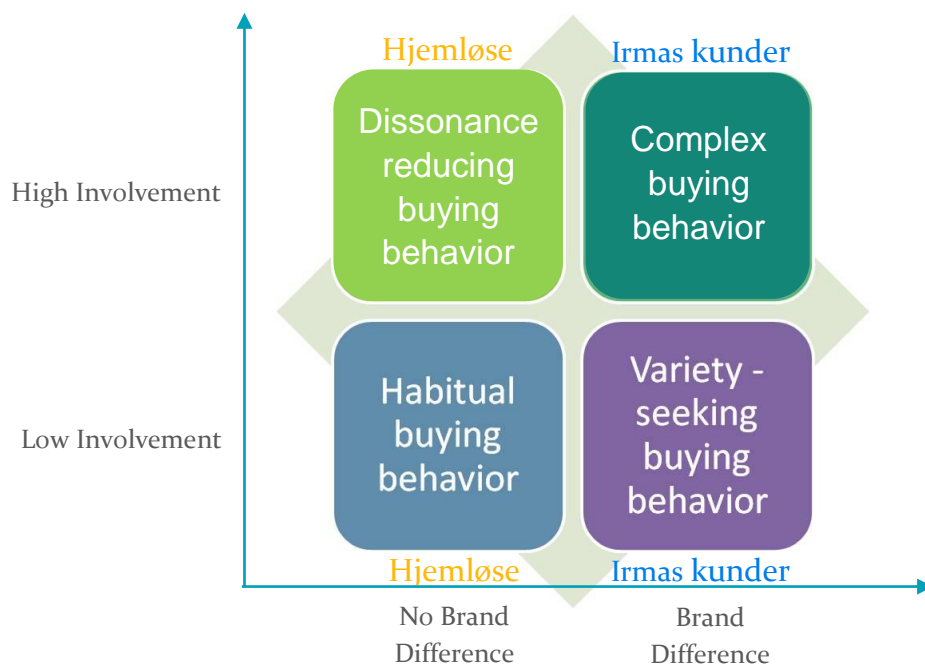 Hjemløse
Irmas kunder
Dissonance
reducing
buying
behavior
Complex
buying
behavior
High Involvement
Habitual
buying
behavior
Variety -
seeking
buying
behavior
Low Involvement
Hjemløse
Irmas kunder
No Brand
Difference
Brand
Difference